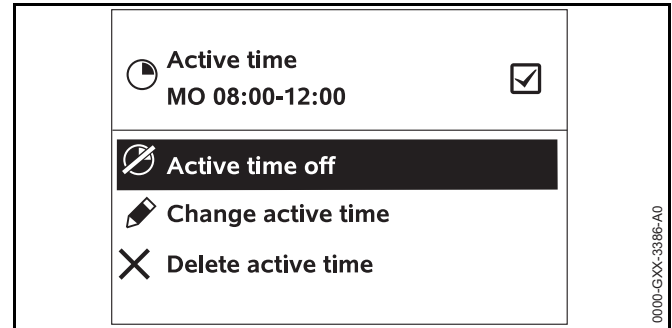 Active time
MO 08:00-12:00
Active time off
Change active time
Delete active time
0000-GXX-3386-A0